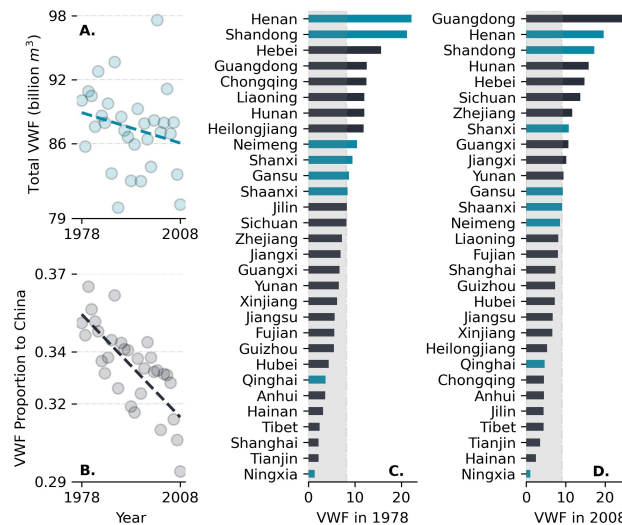 A.
Total VWF (billion m³)
98
92
86
79
1978
2008
B.
VWF Proportion to China
0.37
0.34
0.32
0.29
1978
2008
Year
C.
Henan
Shandong
Hebei
Guangdong
Chongqing
Liaoning
Hunan
Heilongjiang
Neimeng
Shanxi
Gansu
Shaanxi
Jilin
Sichuan
Zhejiang
Jiangxi
Guangxi
Yunan
Xinjiang
Jiangsu
Fujian
Guizhou
Hubei
Qinghai
Anhui
Hainan
Tibet
Shanghai
Tianjin
Ningxia
0
10
20
VWF in 1978
D.
Guangdong
Henan
Shandong
Hunan
Hebei
Sichuan
Zhejiang
Shanxi
Guangxi
Jiangxi
Yunan
Gansu
Shaanxi
Neimeng
Liaoning
Fujian
Shanghai
Guizhou
Hubei
Jiangsu
Xinjiang
Heilongjiang
Qinghai
Chongqing
Anhui
Jilin
Tibet
Tianjin
Hainan
Ningxia
0
10
20
VWF in 2008